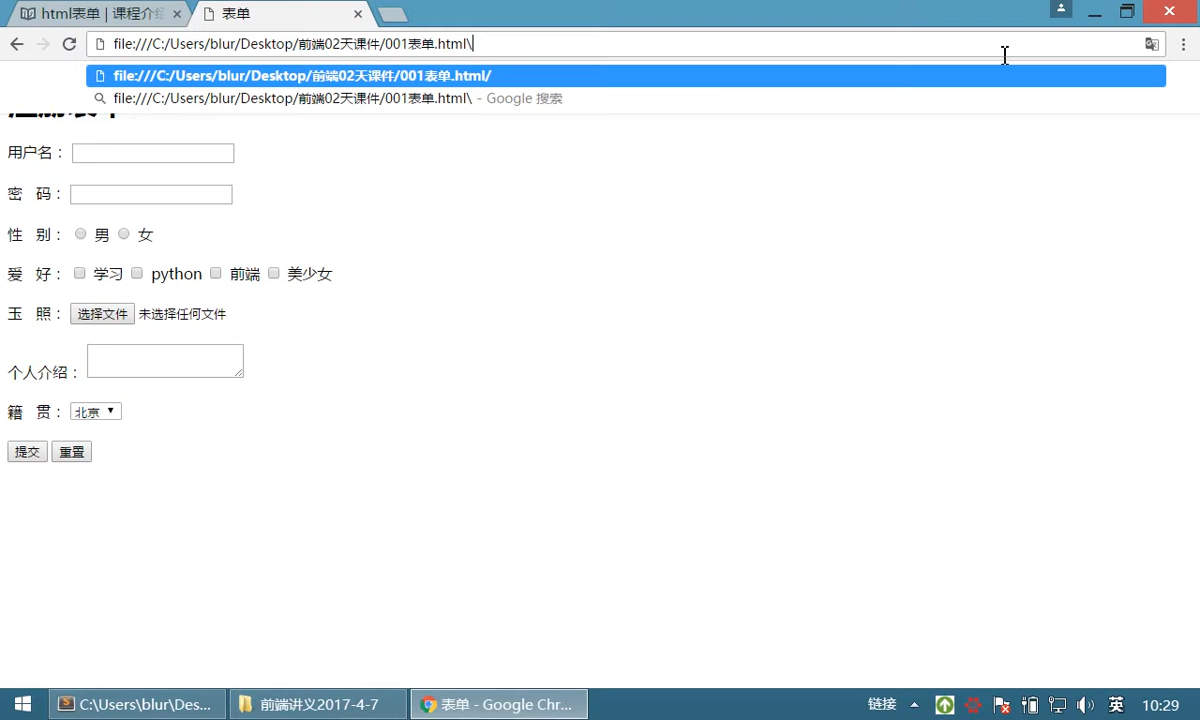 html表单 | 课程介绍
表单
file:///C:/Users/blur/Desktop/前端02天课件/001表单.html\
file:///C:/Users/blur/Desktop/前端02天课件/001表单.html/
file:///C:/Users/blur/Desktop/前端02天课件/001表单.html\ - Google 搜索
用户名：
密 码：
性 别： 男 女
爱 好： 学习 python 前端 美少女
玉 照： 选择文件 未选择任何文件
个人介绍：
籍 贯： 北京
提交 重置
C:\Users\blur\Des... 前端讲义2017-4-7 表单 - Google Chr... 链接 英 10:29